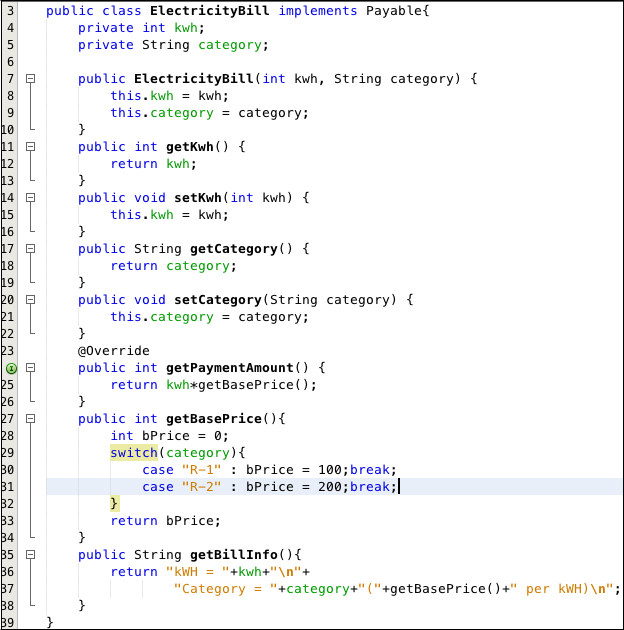 3 public class ElectricityBill implements Payable{
4     private int kwh;
5     private String category;
6
7     public ElectricityBill(int kwh, String category) {
8         this.kwh = kwh;
9         this.category = category;
10     }
11     public int getKwh() {
12         return kwh;
13     }
14     public void setKwh(int kwh) {
15         this.kwh = kwh;
16     }
17     public String getCategory() {
18         return category;
19     }
20     public void setCategory(String category) {
21         this.category = category;
22     }
23     @Override
    public int getPaymentAmount() {
25         return kwh*getBasePrice();
26     }
27     public int getBasePrice(){
28         int bPrice = 0;
29         switch(category){
30             case "R-1" : bPrice = 100;break;
31             case "R-2" : bPrice = 200;break;
32         }
33         return bPrice;
34     }
35     public String getBillInfo(){
36         return "kWH = "+kwh+"\n"+
37                 "Category = "+category+"("+getBasePrice()+" per kWH)\n";
38     }
39 }